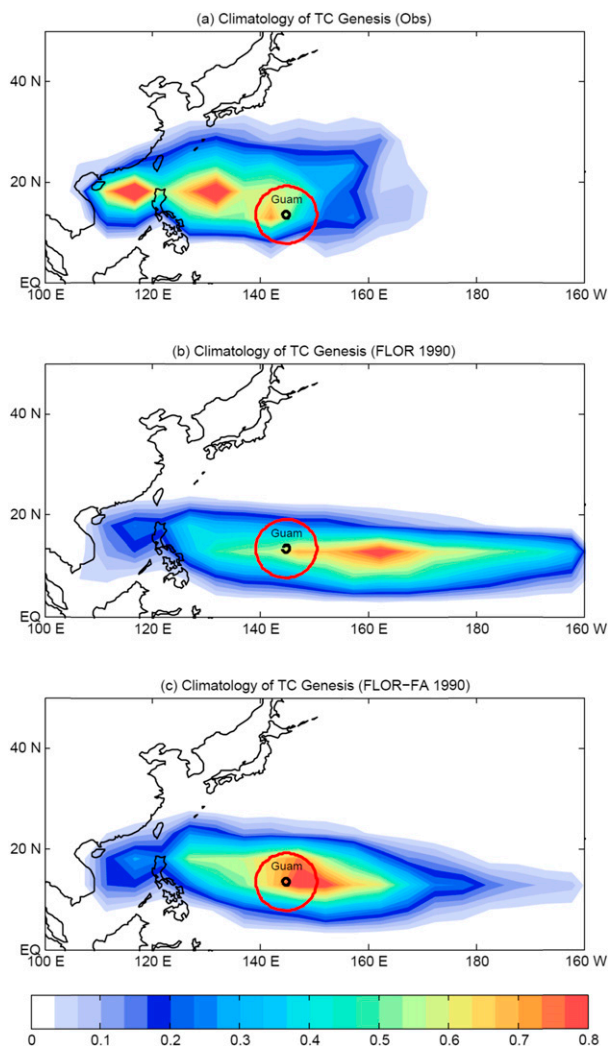 (a) Climatology of TC Genesis (Obs)
40 N
20 N
EQ
Guam
100 E 120 E 140 E 160 E 180 160 W
(b) Climatology of TC Genesis (FLOR 1990)
40 N
20 N
EQ
Guam
100 E 120 E 140 E 160 E 180 160 W
(c) Climatology of TC Genesis (FLOR−FA 1990)
40 N
20 N
EQ
Guam
100 E 120 E 140 E 160 E 180 160 W
0 0.1 0.2 0.3 0.4 0.5 0.6 0.7 0.8